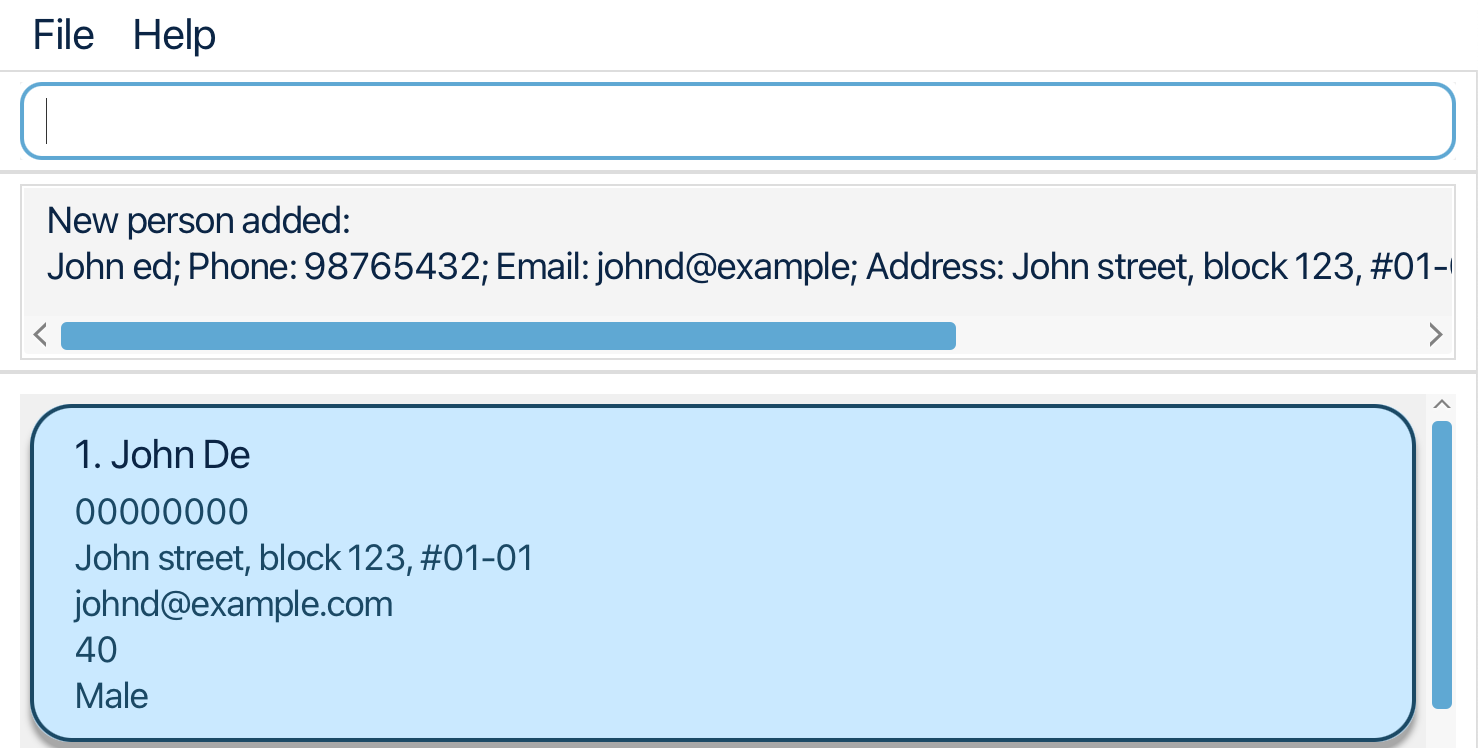 File Help
New person added:
John ed; Phone: 98765432; Email: johnd@example; Address: John street, block 123, #01-
1. John De
00000000
John street, block 123, #01-01
johnd@example.com
40
Male